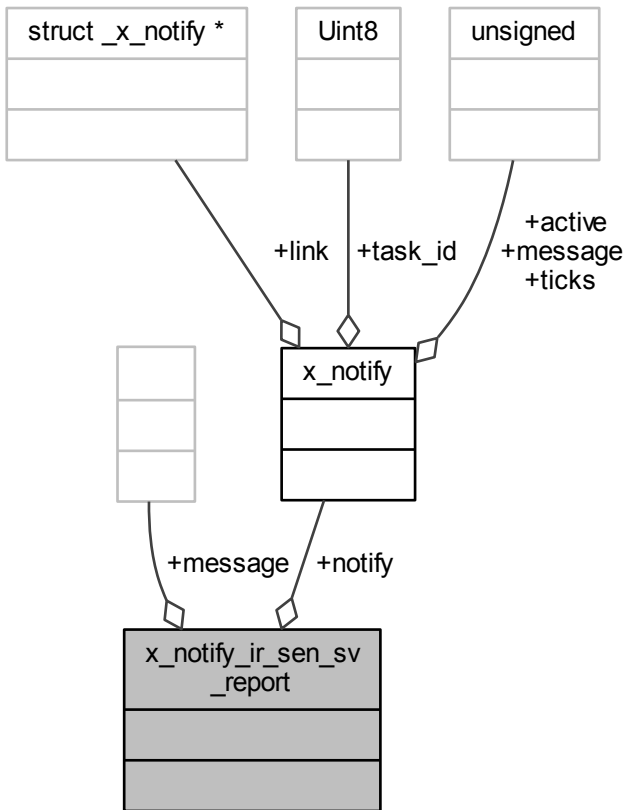 struct _x_notify *
Uint8
unsigned
+link
+task_id
+active
+message
+ticks
x_notify
+message
+notify
x_notify_ir_sen_sv
_report